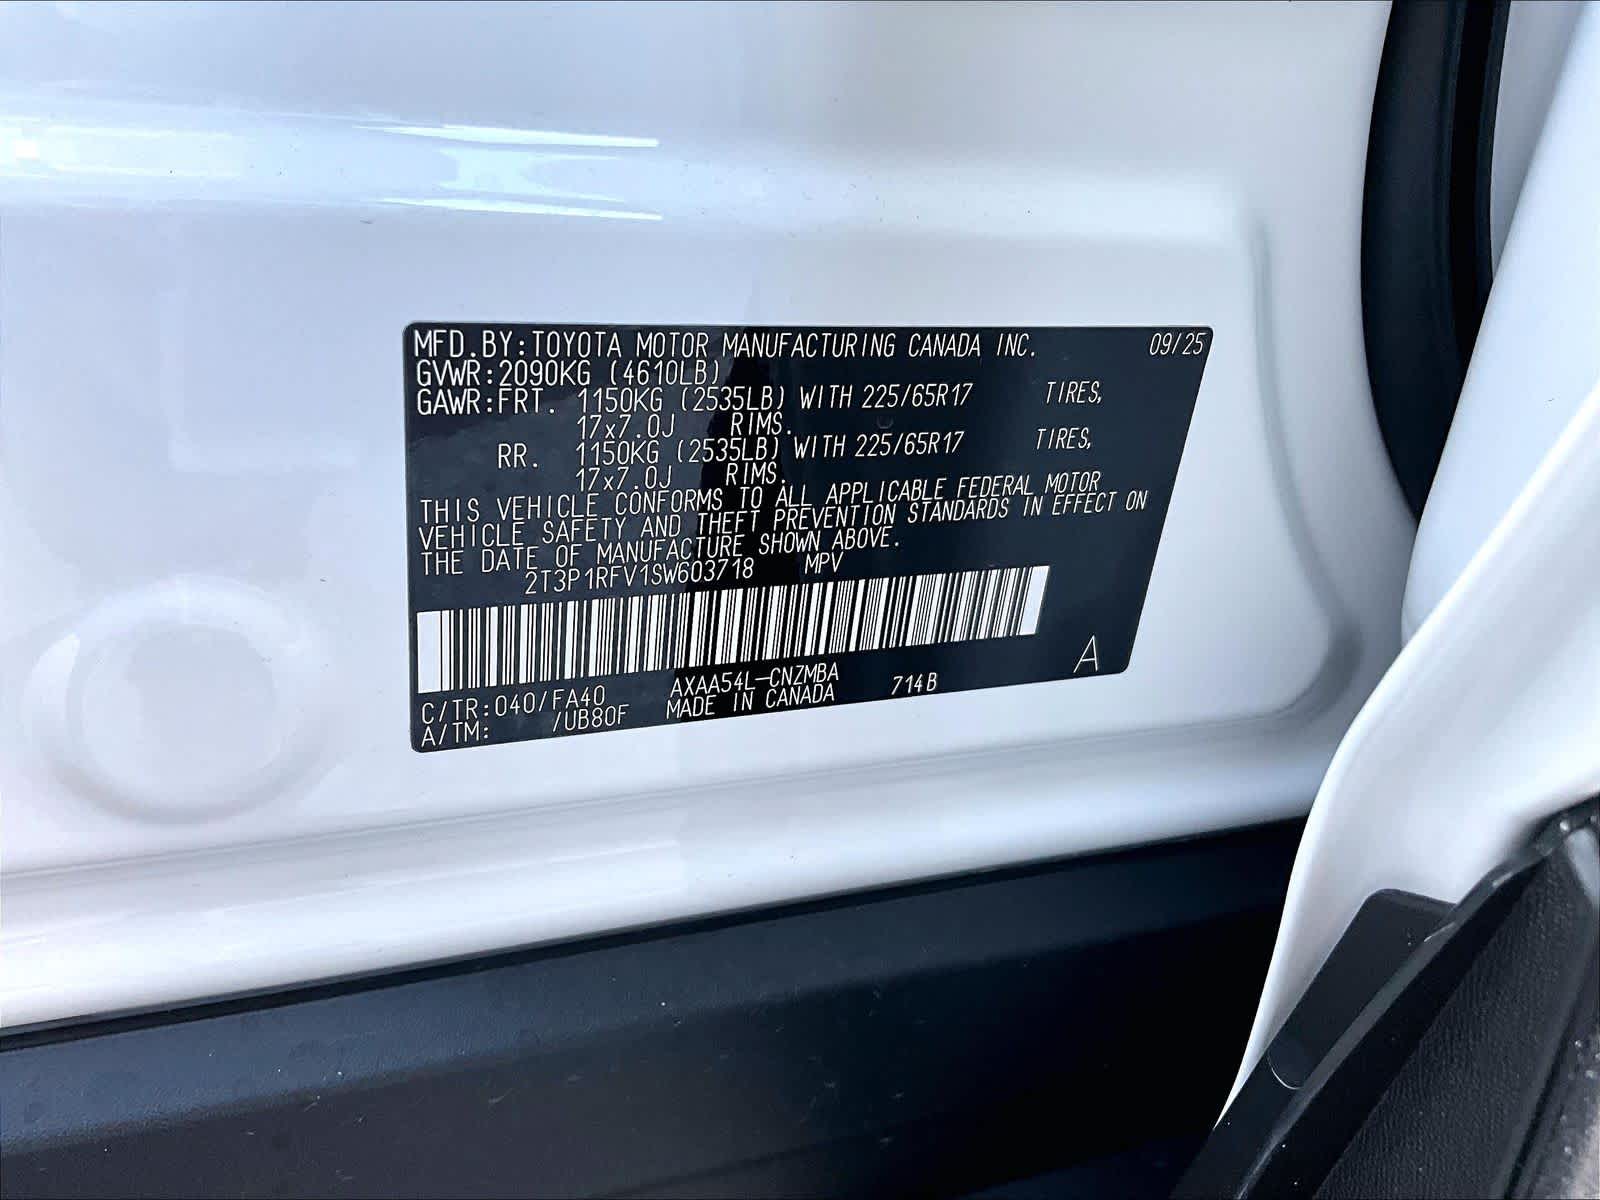 MFD.BY:TOYOTA MOTOR MANUFACTURING CANADA INC. 09/25
GVWR:2090KG (4610LB)
GAWR:FRT. 1150KG (2535LB) WITH 225/65R17 TIRES,
17x7.0J RIMS.
RR. 1150KG (2535LB) WITH 225/65R17 TIRES,
17x7.0J RIMS.
THIS VEHICLE CONFORMS TO ALL APPLICABLE FEDERAL MOTOR
VEHICLE SAFETY AND THEFT PREVENTION STANDARDS IN EFFECT ON
THE DATE OF MANUFACTURE SHOWN ABOVE.
2T3P1RFV1SW603718 MPV
A
C/TR:040/FA40 AXAA54L-CNZMBA 714B
A/TM: /UB80F MADE IN CANADA